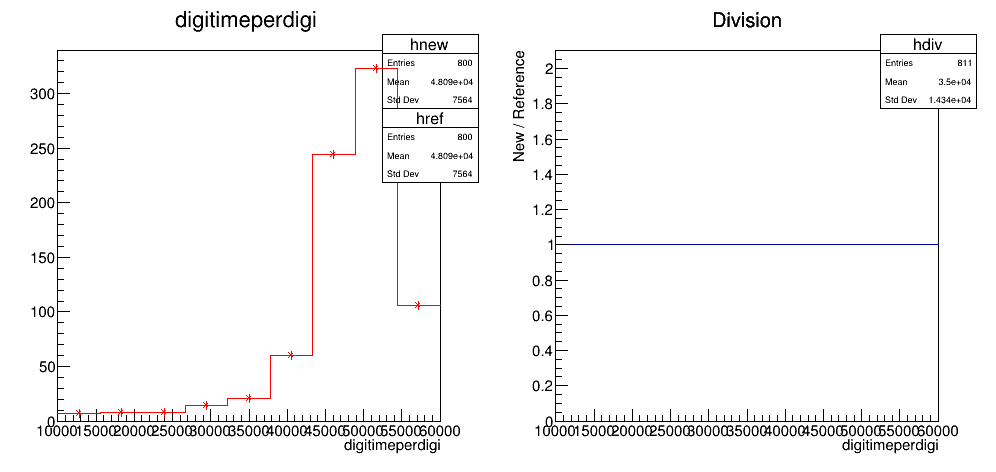 digitimeperdigi
hnew
Entries 800
Mean 4.809e+04
Std Dev 7564
href
Entries 800
Mean 4.809e+04
Std Dev 7564
300
250
200
150
100
50
0
10000 15000 20000 25000 30000 35000 40000 45000 50000 55000 60000
digitimeperdigi
Division
hdiv
Entries 811
Mean 3.5e+04
Std Dev 1.434e+04
New / Reference
2
1.8
1.6
1.4
1.2
1
0.8
0.6
0.4
0.2
0
10000 15000 20000 25000 30000 35000 40000 45000 50000 55000 60000
digitimeperdigi